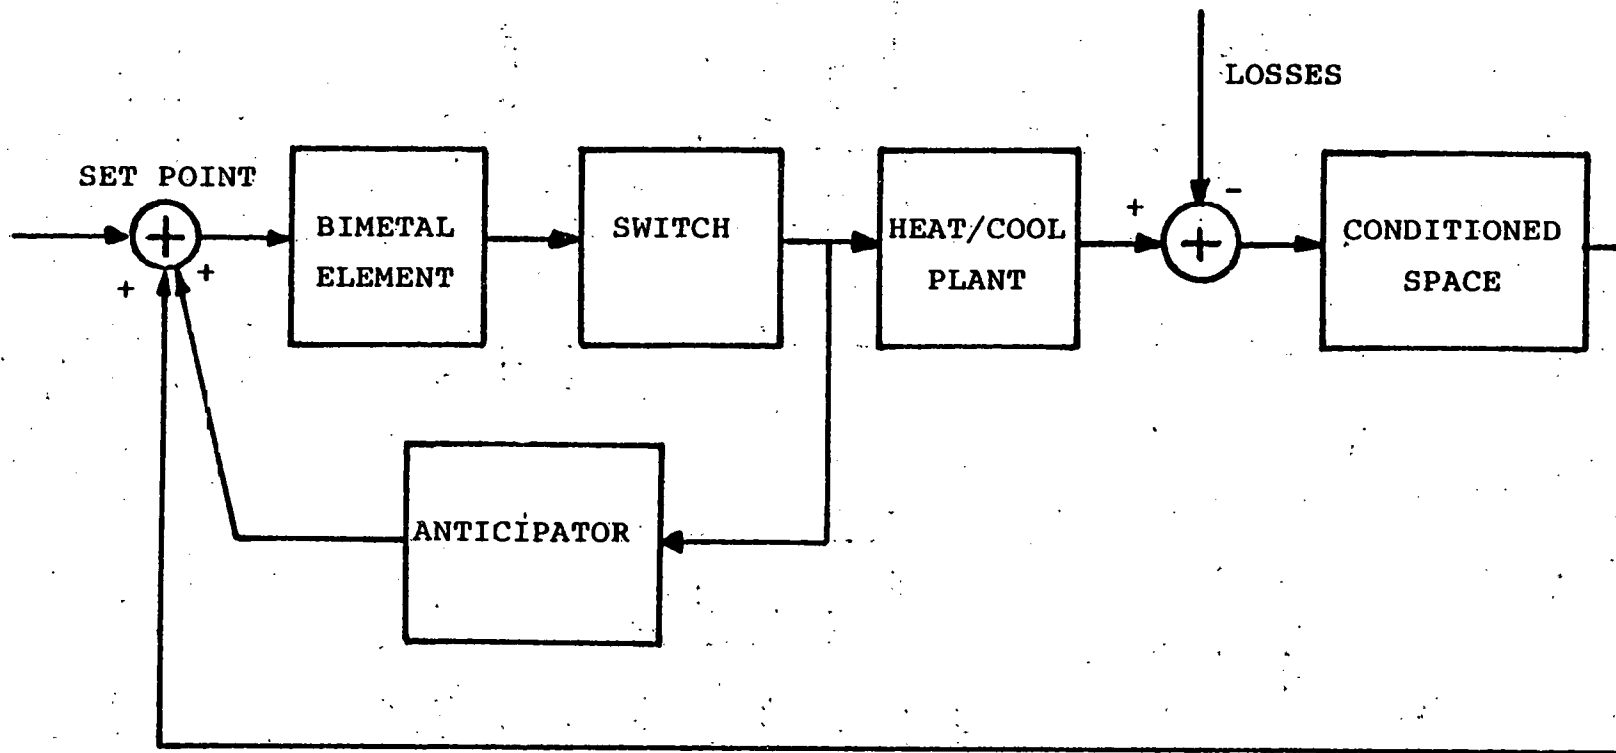 LOSSES
SET POINT
BIMETAL
ELEMENT
SWITCH
HEAT/COOL
PLANT
CONDITIONED
SPACE
+
+
+
-
ANTICIPATOR